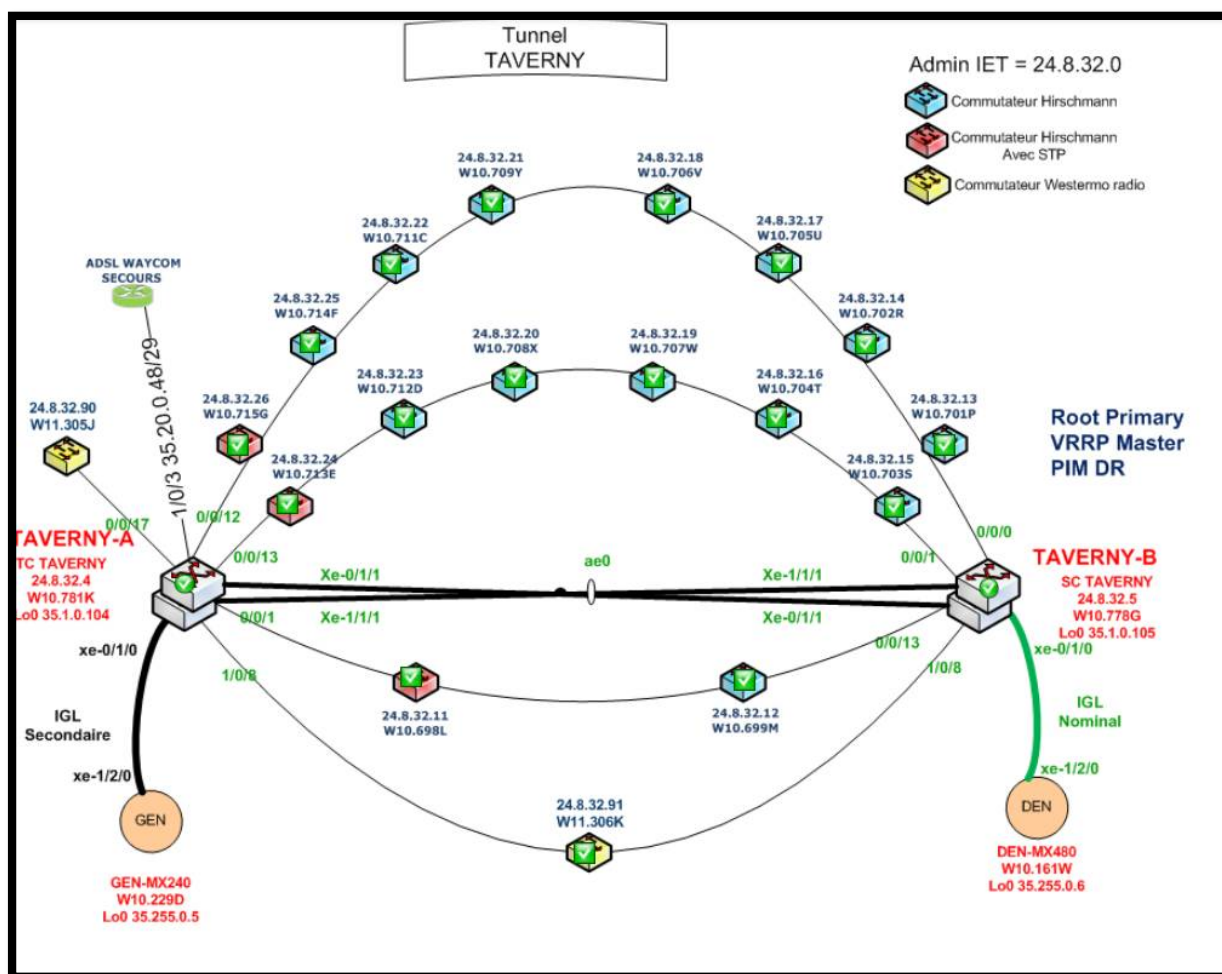 Tunnel
TAVERNY
Admin IET = 24.8.32.0
Commutateur Hirschmann
Commutateur Hirschmann
Avec STP
Commutateur Westermo radio
24.8.32.21
W10.709Y
24.8.32.18
W10.706V
24.8.32.22
W10.711C
24.8.32.17
W10.705U
ADSL WAYCOM
SECOURS
24.8.32.25
W10.714F
24.8.32.14
W10.702R
24.8.32.20
W10.708X
24.8.32.19
W10.707W
24.8.32.23
W10.712D
24.8.32.16
W10.704T
24.8.32.26
W10.715G
24.8.32.13
W10.701P
24.8.32.90
W11.305J
1/0/3 35.20.0.48/29
24.8.32.24
W10.713E
24.8.32.15
W10.703S
Root Primary
VRRP Master
PIM DR
0/0/17
0/0/12
0/0/13
0/0/0
0/0/1
TAVERNY-A
TC TAVERNY
24.8.32.4
W10.781K
Lo0 35.1.0.104
ae0
Xe-0/1/1
Xe-1/1/1
Xe-1/1/1
Xe-0/1/1
TAVERNY-B
SC TAVERNY
24.8.32.5
W10.778G
Lo0 35.1.0.105
0/0/1
0/0/13
xe-0/1/0
1/0/8
1/0/8
xe-0/1/0
24.8.32.11
W10.698L
24.8.32.12
W10.699M
IGL
Secondaire
IGL
Nominal
xe-1/2/0
xe-1/2/0
GEN
24.8.32.91
W11.306K
DEN
GEN-MX240
W10.229D
Lo0 35.255.0.5
DEN-MX480
W10.161W
Lo0 35.255.0.6